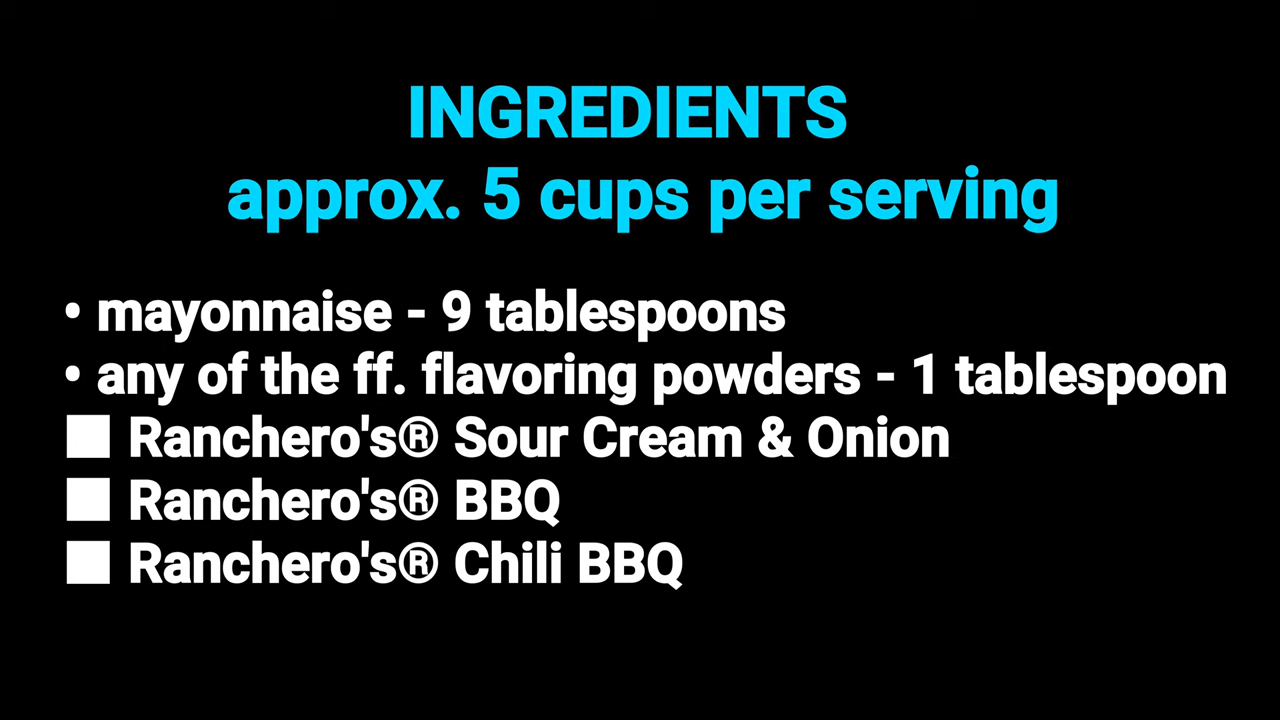 INGREDIENTS
approx. 5 cups per serving
• mayonnaise - 9 tablespoons
• any of the ff. flavoring powders - 1 tablespoon
■ Ranchero's® Sour Cream & Onion
■ Ranchero's® BBQ
■ Ranchero's® Chili BBQ